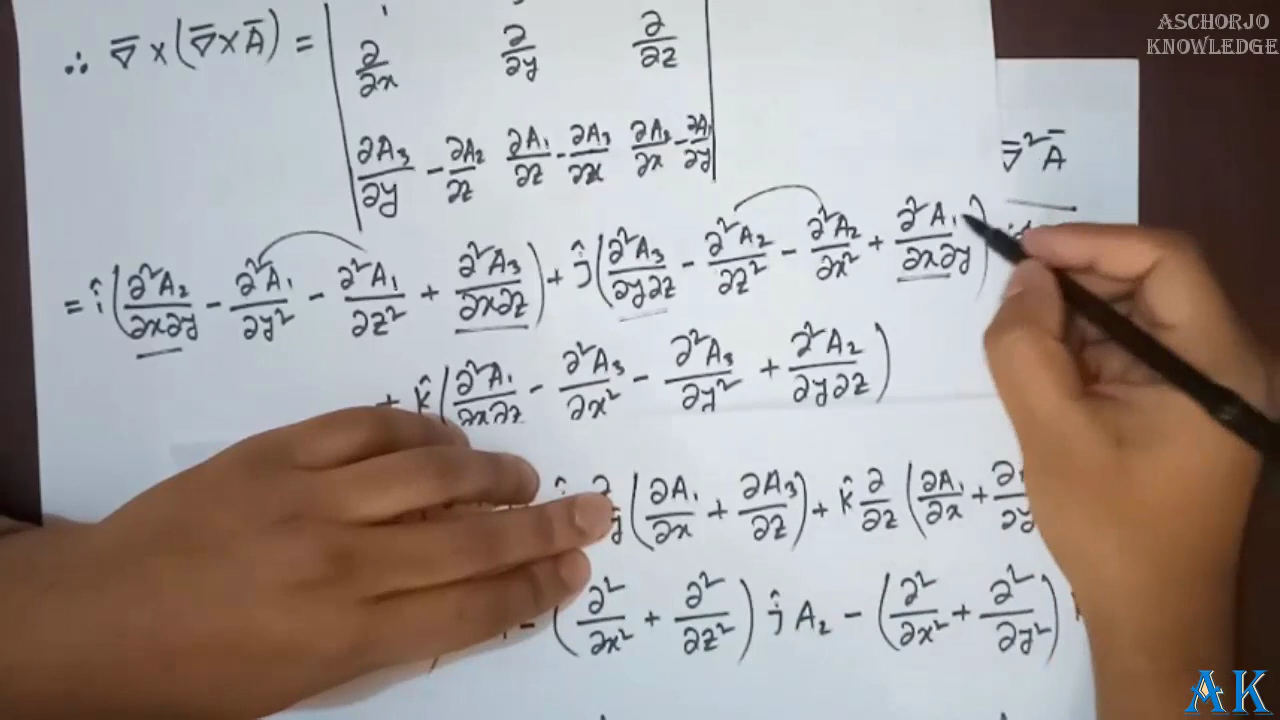 ASCHORJO
KNOWLEDGE
∴ ∇̄ × (∇̄ × Ā) = | ∂/∂x ∂/∂y ∂/∂z
∂A₃/∂y − ∂A₂/∂z ∂A₁/∂z − ∂A₃/∂x ∂A₂/∂x − ∂A₁/∂y |
∇̄²Ā
= î(∂²A₂/∂x∂y − ∂²A₁/∂y² − ∂²A₁/∂z² + ∂²A₃/∂x∂z) + ĵ(∂²A₃/∂y∂z − ∂²A₂/∂z² − ∂²A₂/∂x² + ∂²A₁/∂x∂y)
+ k̂(∂²A₁/∂x∂z − ∂²A₃/∂x² − ∂²A₃/∂y² + ∂²A₂/∂y∂z)
(∂A₁/∂x + ∂A₃/∂z) + k̂ ∂/∂z (∂A₁/∂x +
− (∂²/∂x² + ∂²/∂z²) ĵ A₂ − (∂²/∂x² + ∂²/∂y²)
AK